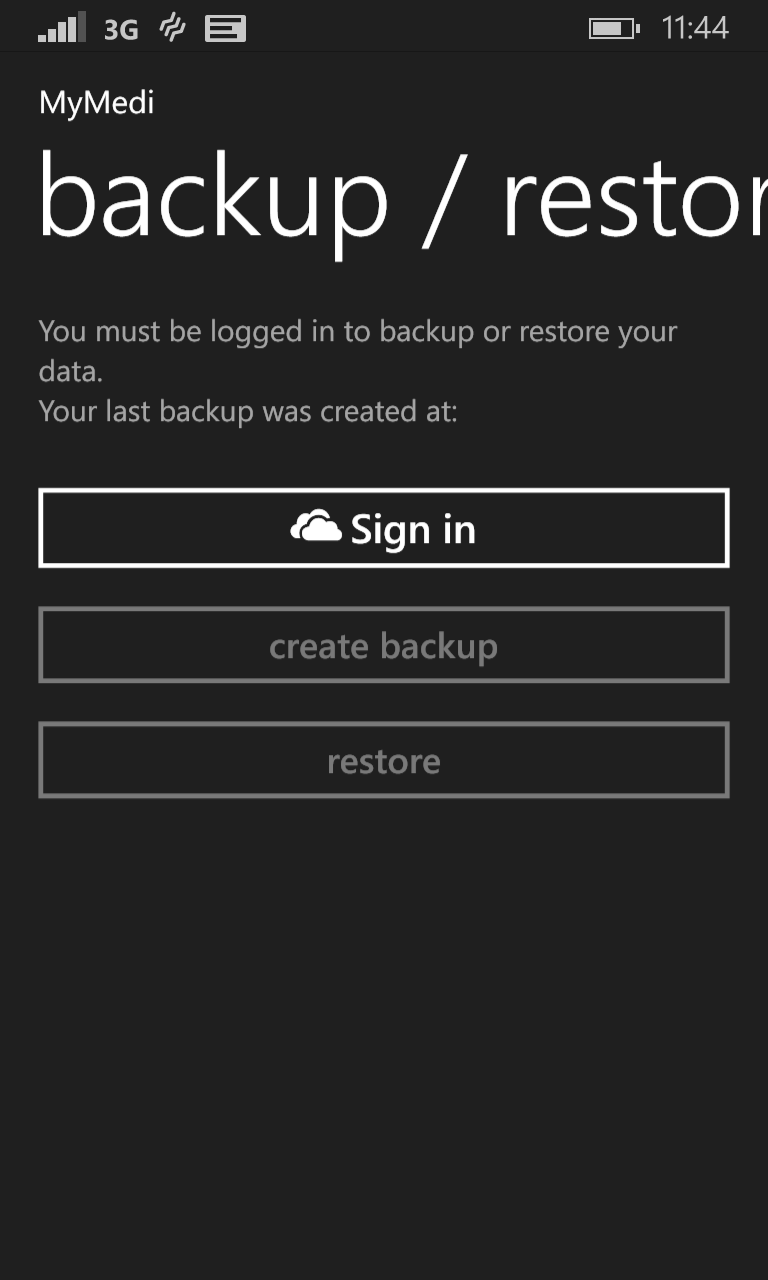 3G 11:44
MyMedi
backup / restor
You must be logged in to backup or restore your
data.
Your last backup was created at:
Sign in
create backup
restore